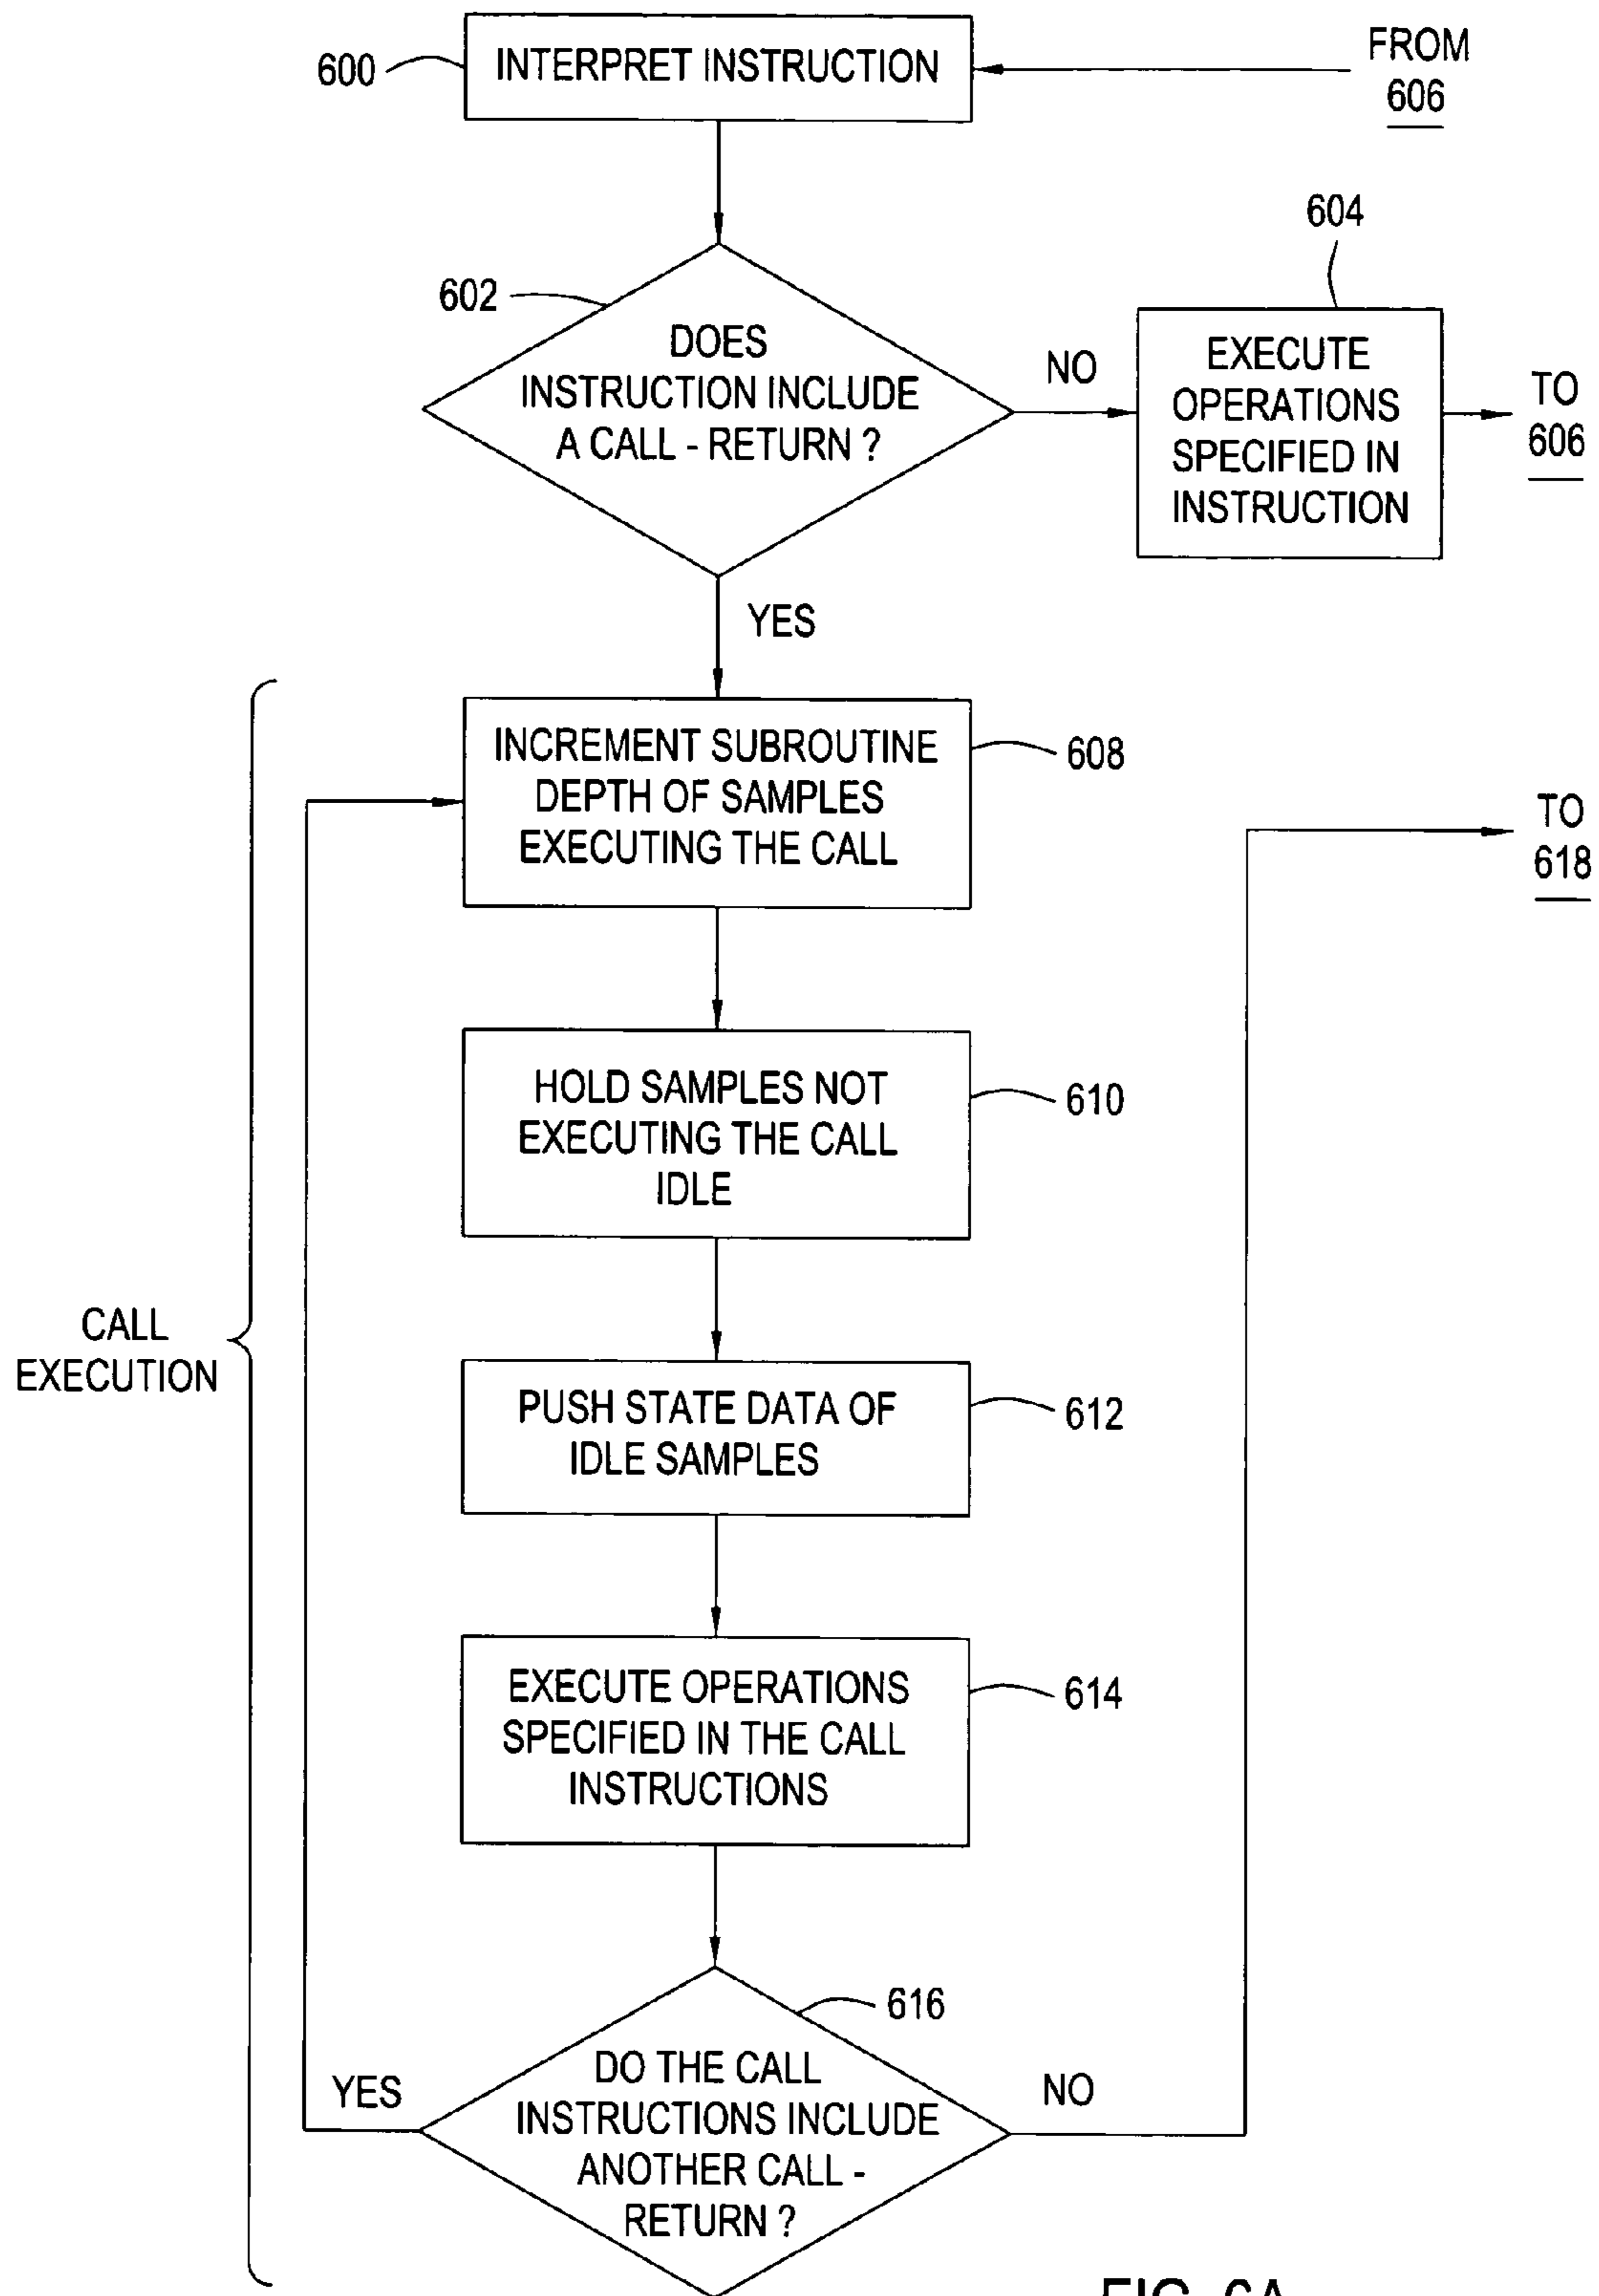 600
INTERPRET INSTRUCTION
FROM
606
602
DOES
INSTRUCTION INCLUDE
A CALL - RETURN ?
NO
604
EXECUTE
OPERATIONS
SPECIFIED IN
INSTRUCTION
TO
606
YES
INCREMENT SUBROUTINE
DEPTH OF SAMPLES
EXECUTING THE CALL
608
TO
618
HOLD SAMPLES NOT
EXECUTING THE CALL
IDLE
610
CALL
EXECUTION
PUSH STATE DATA OF
IDLE SAMPLES
612
EXECUTE OPERATIONS
SPECIFIED IN THE CALL
INSTRUCTIONS
614
616
DO THE CALL
INSTRUCTIONS INCLUDE
ANOTHER CALL -
RETURN ?
YES
NO
FIG. 6A